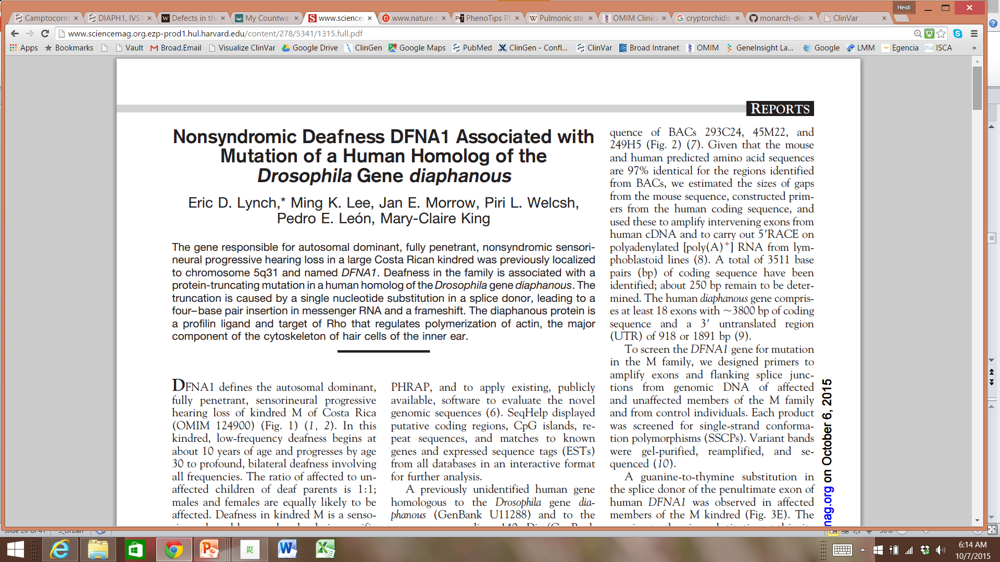 Heidi
Camptocorm
DIAPH1, IVS1
Defects in the
My Countwa
www.science
www.nature.c
PhenoTips Pl
Pulmonic ste
OMIM Clinica
cryptorchidis
monarch-dise
ClinVar
www.sciencemag.org.ezp-prod1.hul.harvard.edu/content/278/5341/1315.full.pdf
Apps Bookmarks Vault Broad.Email Visualize ClinVar Google Drive ClinGen Google Maps PubMed ClinGen - Confl... ClinVar Broad Intranet OMIM GeneInsight La... Google LMM Egencia ISCA »
REPORTS
Nonsyndromic Deafness DFNA1 Associated with
Mutation of a Human Homolog of the
Drosophila Gene diaphanous
Eric D. Lynch,* Ming K. Lee, Jan E. Morrow, Piri L. Welcsh,
Pedro E. León, Mary-Claire King
The gene responsible for autosomal dominant, fully penetrant, nonsyndromic sensori-
neural progressive hearing loss in a large Costa Rican kindred was previously localized
to chromosome 5q31 and named DFNA1. Deafness in the family is associated with a
protein-truncating mutation in a human homolog of the Drosophila gene diaphanous. The
truncation is caused by a single nucleotide substitution in a splice donor, leading to a
four–base pair insertion in messenger RNA and a frameshift. The diaphanous protein is
a profilin ligand and target of Rho that regulates polymerization of actin, the major
component of the cytoskeleton of hair cells of the inner ear.
DFNA1 defines the autosomal dominant,
fully penetrant, sensorineural progressive
hearing loss of kindred M of Costa Rica
(OMIM 124900) (Fig. 1) (1, 2). In this
kindred, low-frequency deafness begins at
about 10 years of age and progresses by age
30 to profound, bilateral deafness involving
all frequencies. The ratio of affected to un-
affected children of deaf parents is 1:1;
males and females are equally likely to be
affected. Deafness in kindred M is a senso-
PHRAP, and to apply existing, publicly
available, software to evaluate the novel
genomic sequences (6). SeqHelp displayed
putative coding regions, CpG islands, re-
peat sequences, and matches to known
genes and expressed sequence tags (ESTs)
from all databases in an interactive format
for further analysis.
A previously unidentified human gene
homologous to the Drosophila gene dia-
phanous (GenBank U11288) and to the
quence of BACs 293C24, 45M22, and
249H5 (Fig. 2) (7). Given that the mouse
and human predicted amino acid sequences
are 97% identical for the regions identified
from BACs, we estimated the sizes of gaps
from the mouse sequence, constructed prim-
ers from the human coding sequence, and
used these to amplify intervening exons from
human cDNA and to carry out 5′RACE on
polyadenylated [poly(A)+] RNA from lym-
phoblastoid lines (8). A total of 3511 base
pairs (bp) of coding sequence have been
identified; about 250 bp remain to be deter-
mined. The human diaphanous gene compris-
es at least 18 exons with ~3800 bp of coding
sequence and a 3′ untranslated region
(UTR) of 918 or 1891 bp (9).
To screen the DFNA1 gene for mutation
in the M family, we designed primers to
amplify exons and flanking splice junc-
tions from genomic DNA of affected
and unaffected members of the M family
and from control individuals. Each product
was screened for single-strand conforma-
tion polymorphisms (SSCPs). Variant bands
were gel-purified, reamplified, and se-
quenced (10).
A guanine-to-thymine substitution in
the splice donor of the penultimate exon of
human DFNA1 was observed in affected
members of the M kindred (Fig. 3E). The
mag.org on October 6, 2015
MY
PC
6:14 AM
10/7/2015